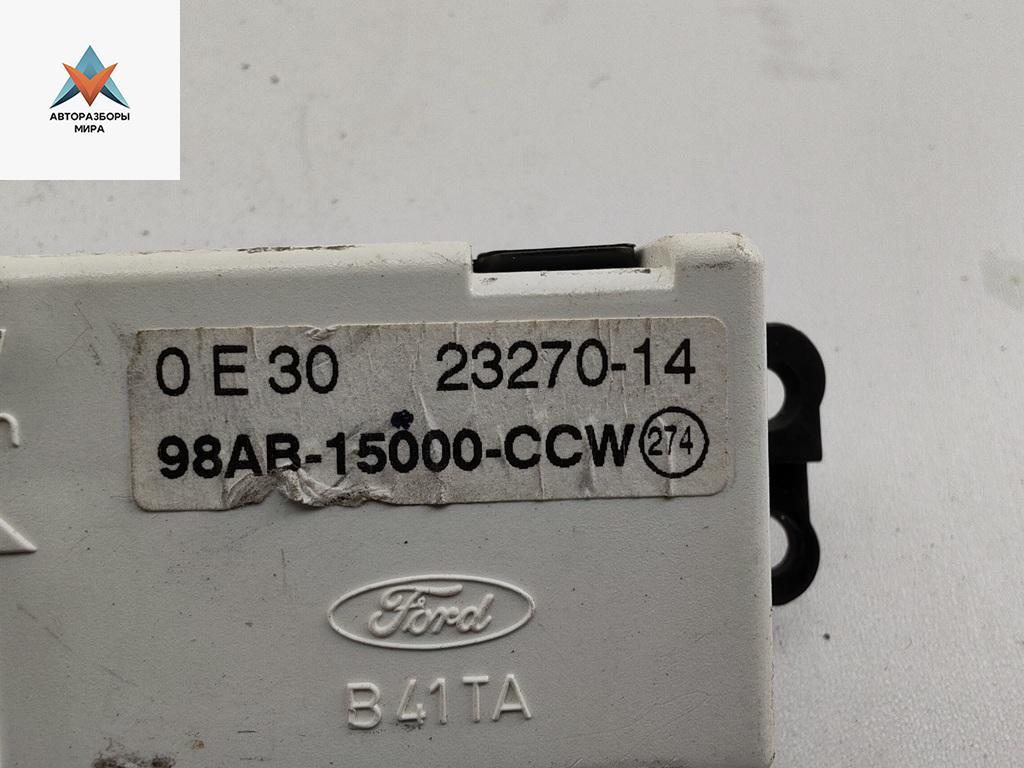 АВТОРАЗБОРЫ
МИРА
0 E 30 23270-14
98AB-15000-CCW 274
Ford
B41TA